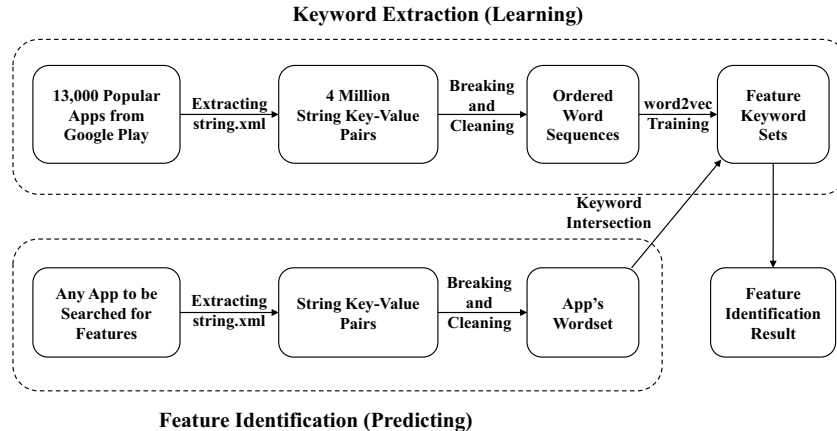 Keyword Extraction (Learning)
13,000 Popular
Apps from
Google Play
Extracting
string.xml
4 Million
String Key-Value
Pairs
Breaking
and
Cleaning
Ordered
Word
Sequences
word2vec
Training
Feature
Keyword
Sets
Keyword
Intersection
Any App to be
Searched for
Features
Extracting
string.xml
String Key-Value
Pairs
Breaking
and
Cleaning
App's
Wordset
Feature
Identification
Result
Feature Identification (Predicting)